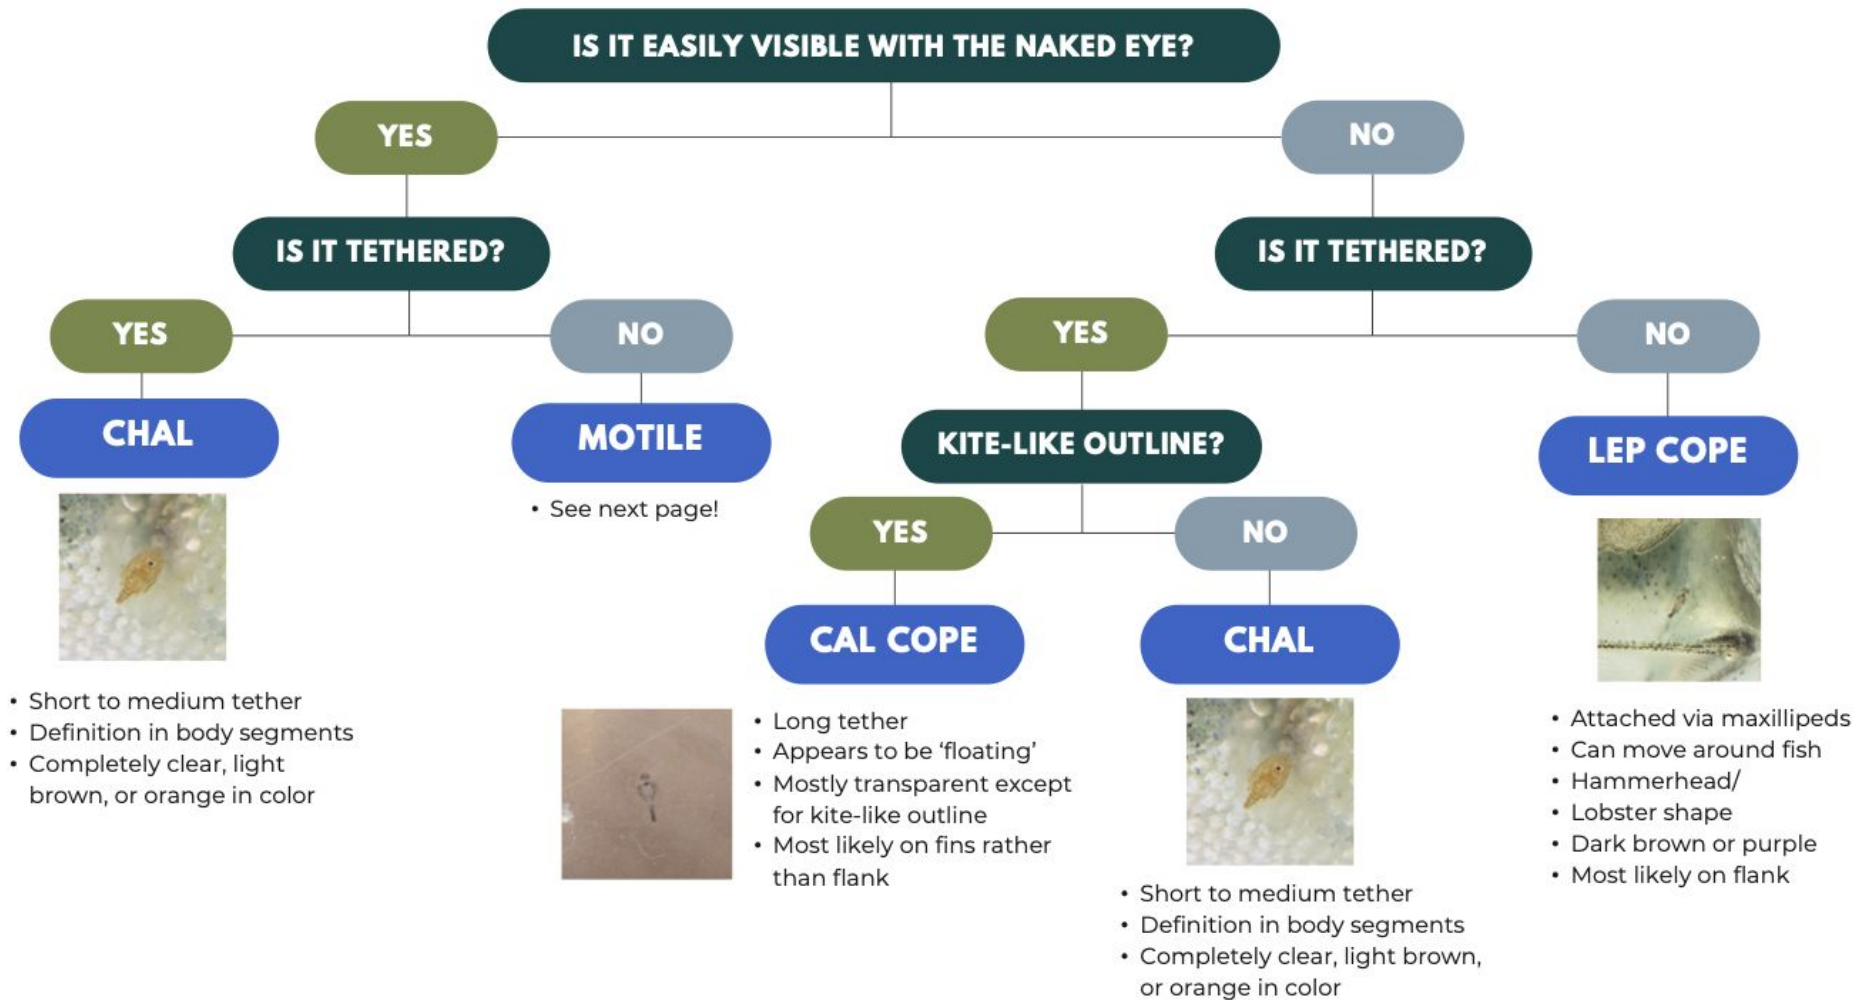 IS IT EASILY VISIBLE WITH THE NAKED EYE?
YES
NO
IS IT TETHERED?
IS IT TETHERED?
YES
NO
YES
NO
CHAL
MOTILE
KITE-LIKE OUTLINE?
LEP COPE
• See next page!
YES
NO
CAL COPE
CHAL
• Short to medium tether
• Definition in body segments
• Completely clear, light
brown, or orange in color
• Long tether
• Appears to be ‘floating’
• Mostly transparent except
for kite-like outline
• Most likely on fins rather
than flank
• Short to medium tether
• Definition in body segments
• Completely clear, light brown,
or orange in color
• Attached via maxillipeds
• Can move around fish
• Hammerhead/
• Lobster shape
• Dark brown or purple
• Most likely on flank